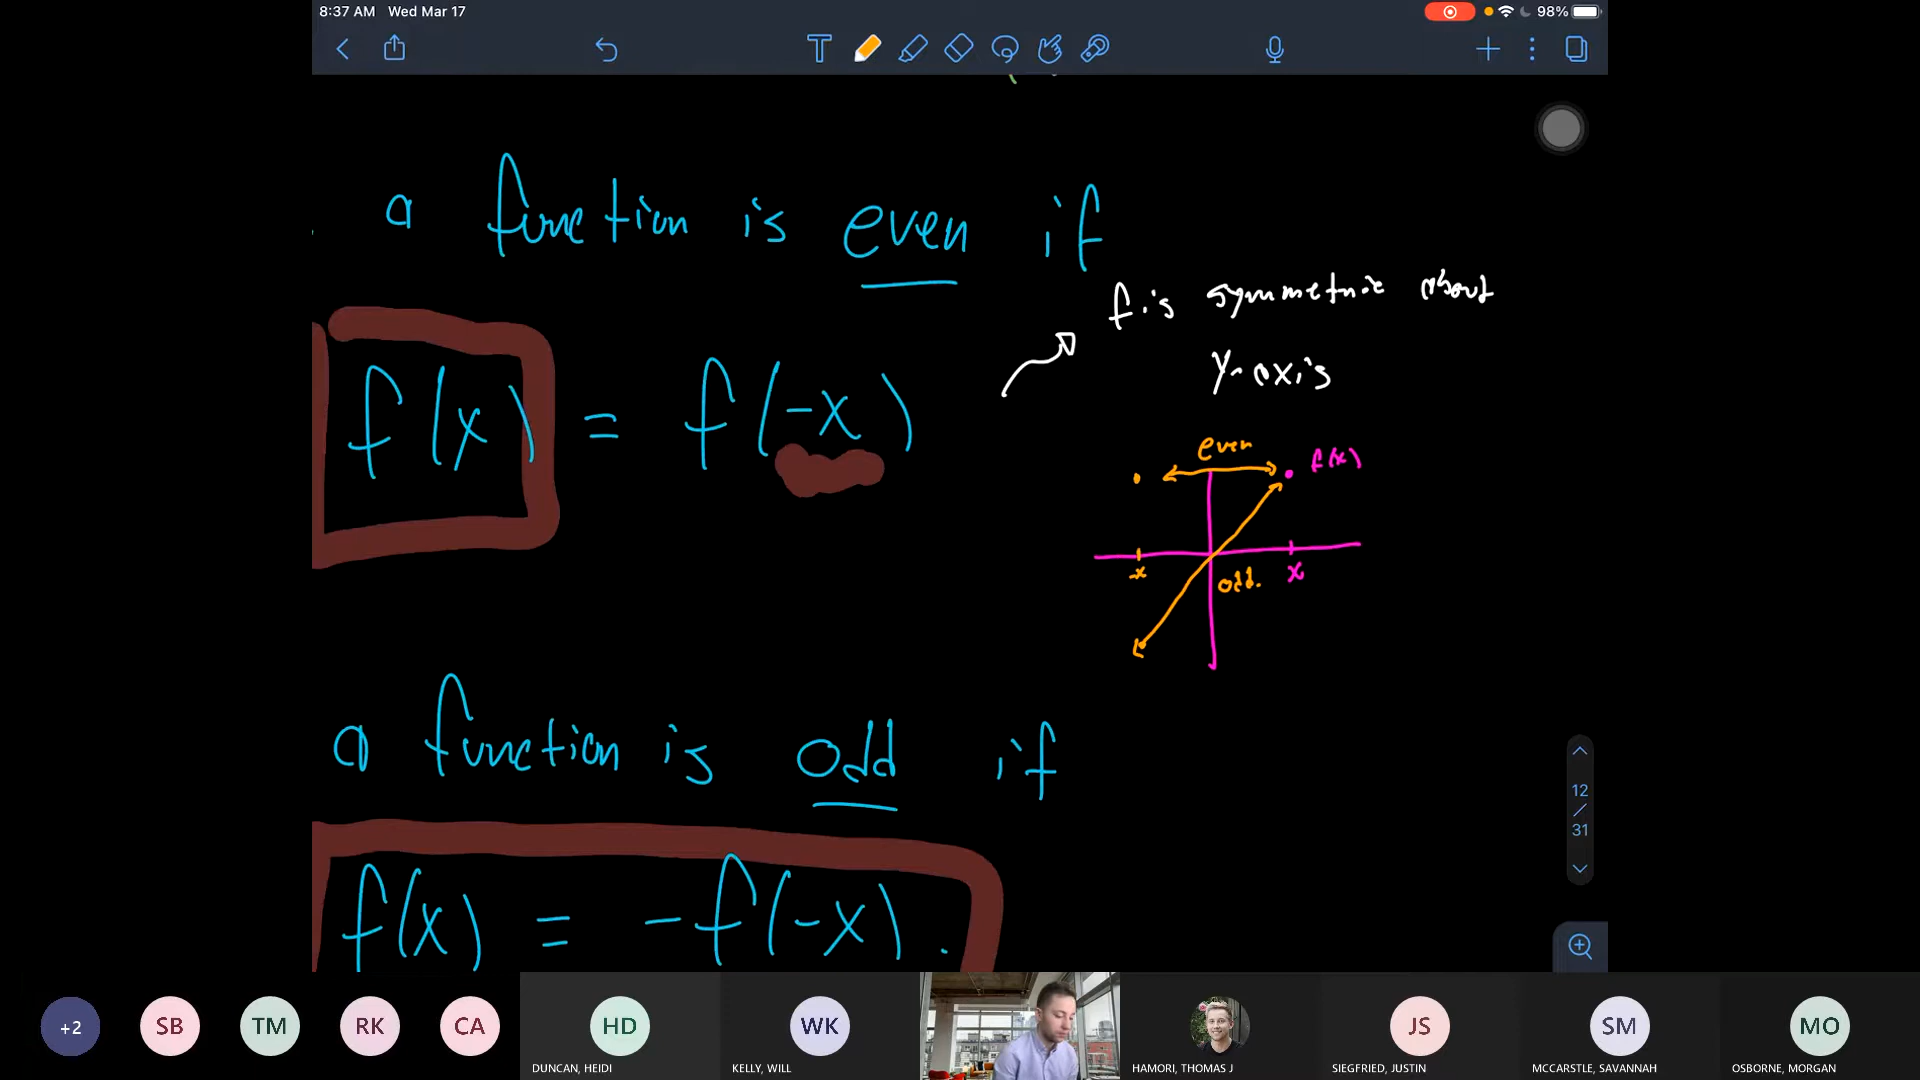 8:37 AM Wed Mar 17
98%
T
a function is even if
f is symmetric about
y-axis
f(x) = f(-x)
even
f(x)
-x
odd.
x
a function is odd if
f(x) = -f(-x).
12
/
31
+2
SB
TM
RK
CA
HD
WK
JS
SM
MO
DUNCAN, HEIDI
KELLY, WILL
HAMORI, THOMAS J
SIEGFRIED, JUSTIN
MCCARSTLE, SAVANNAH
OSBORNE, MORGAN